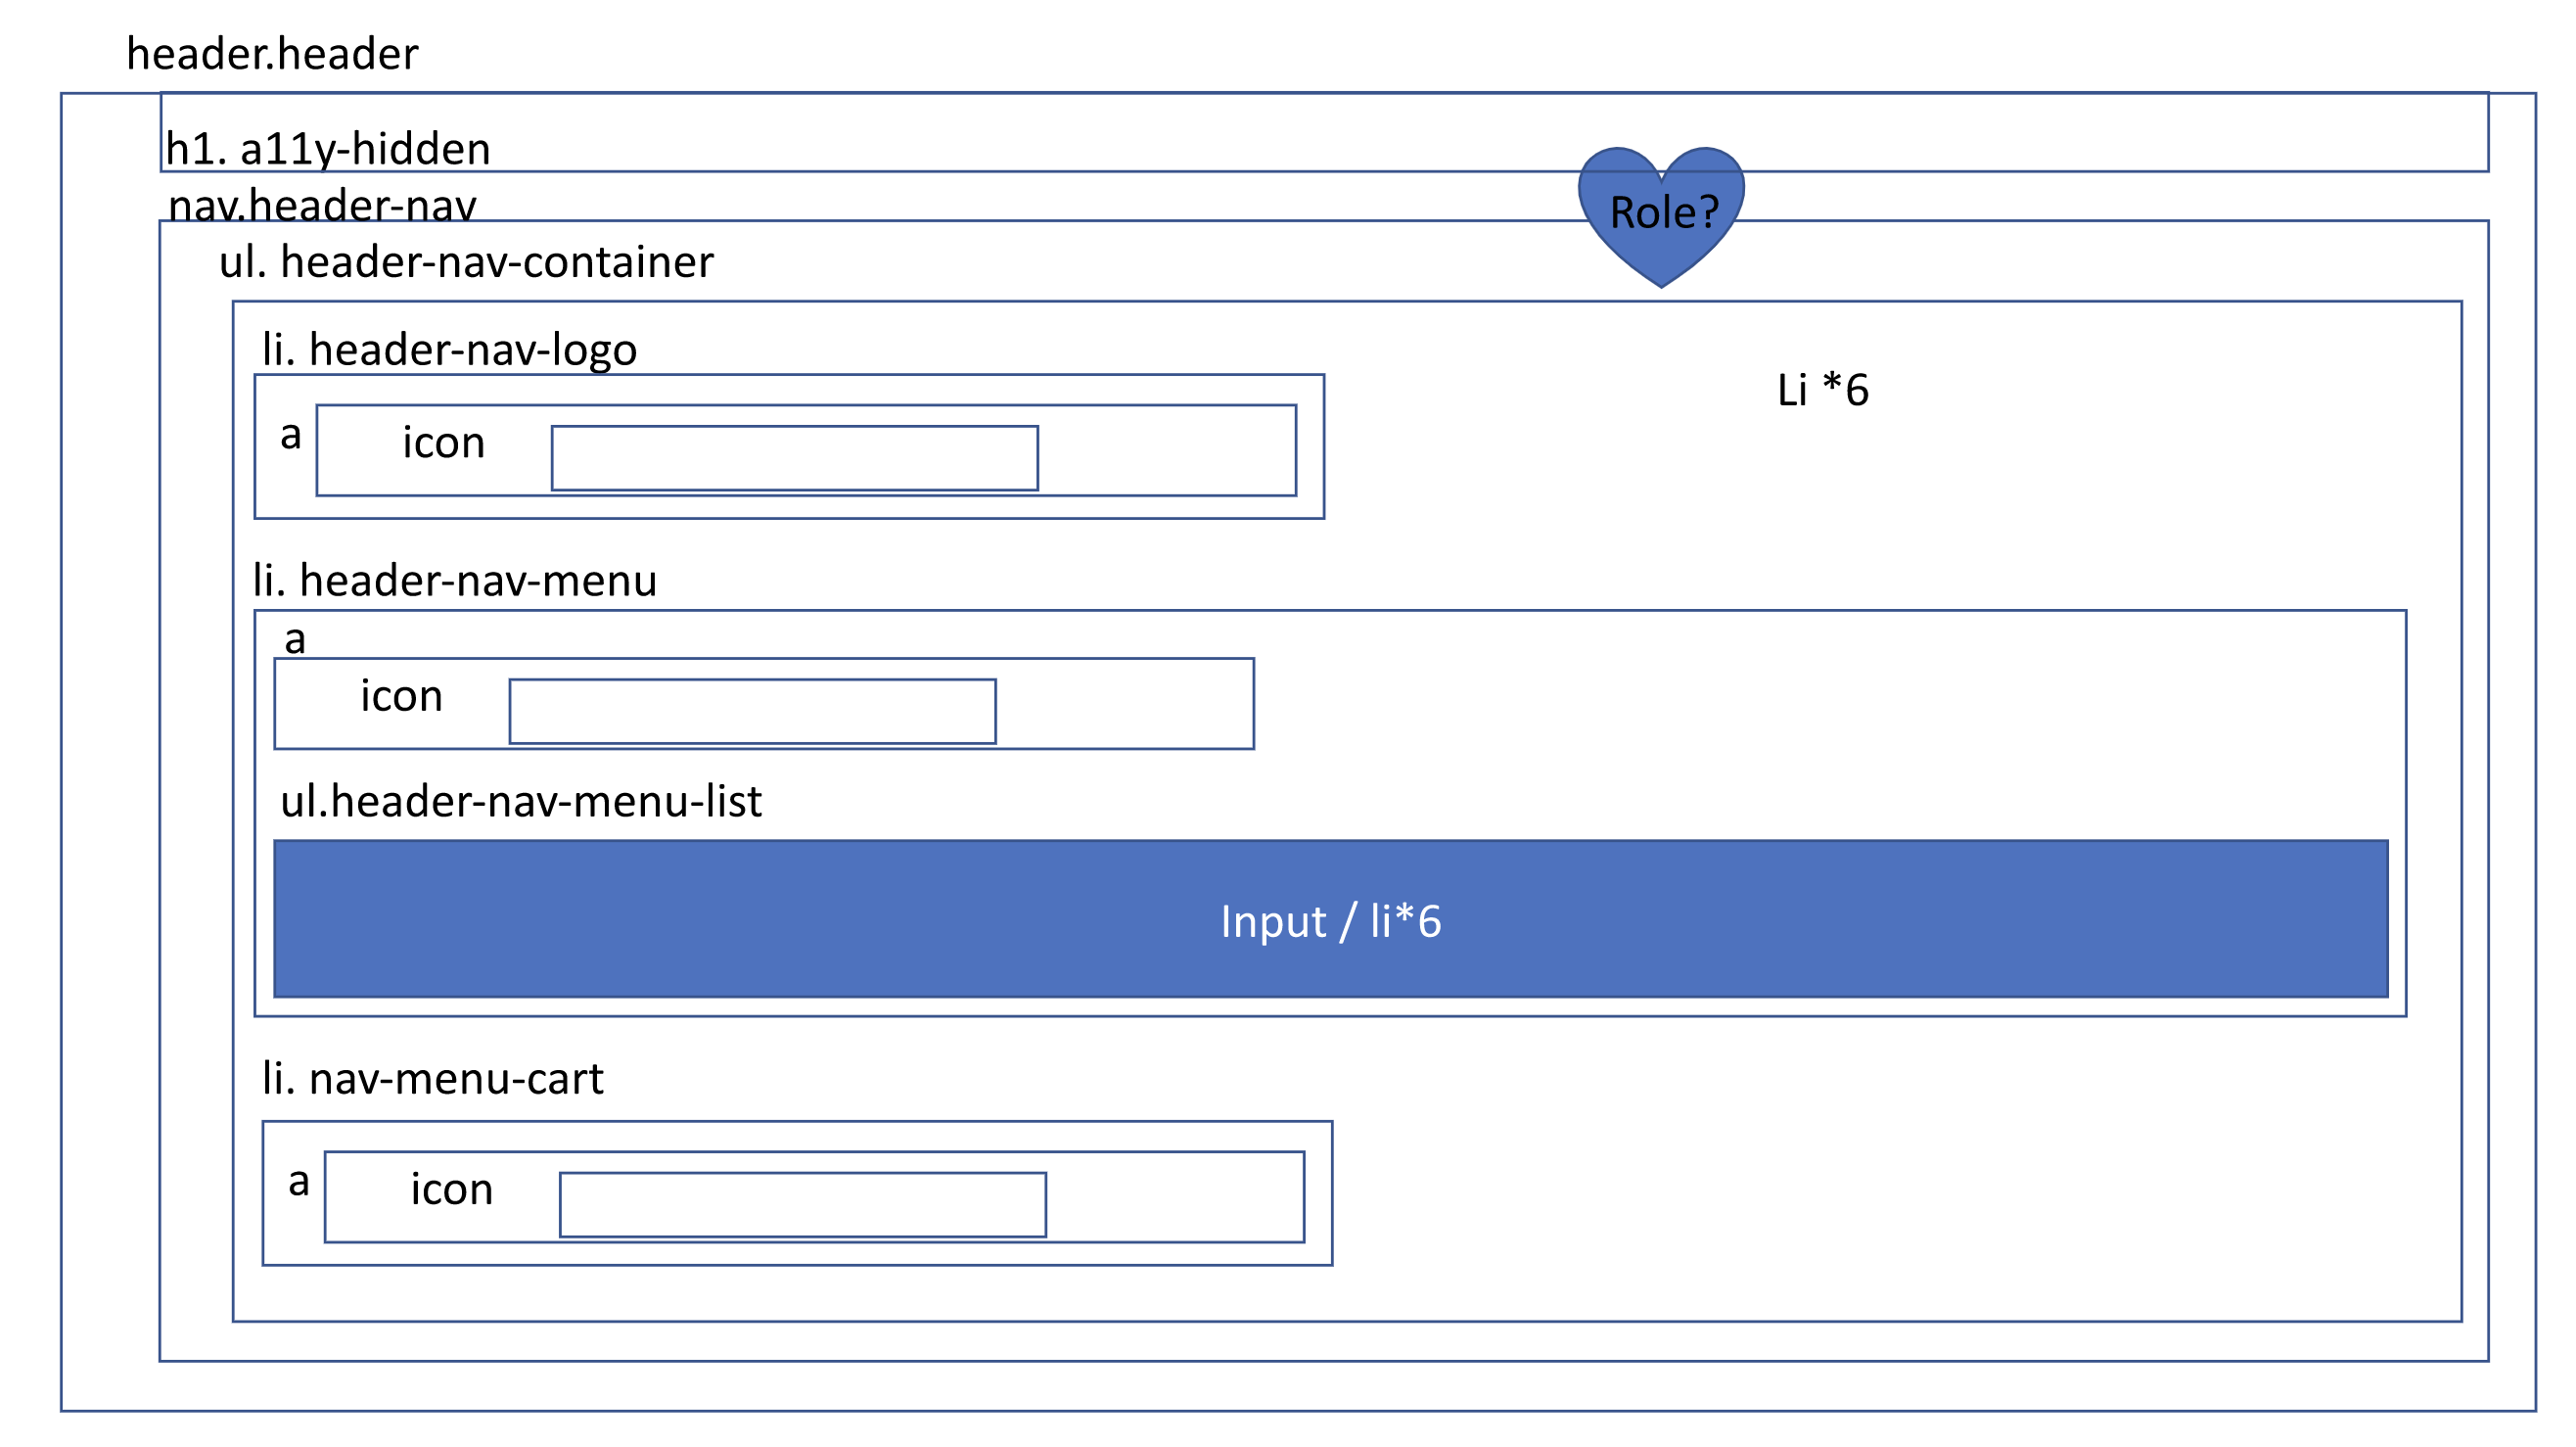 header.header
h1. a11y-hidden
nav.header-nav
Role?
ul. header-nav-container
li. header-nav-logo
Li *6
a
icon
li. header-nav-menu
a
icon
ul.header-nav-menu-list
Input / li*6
li. nav-menu-cart
a
icon